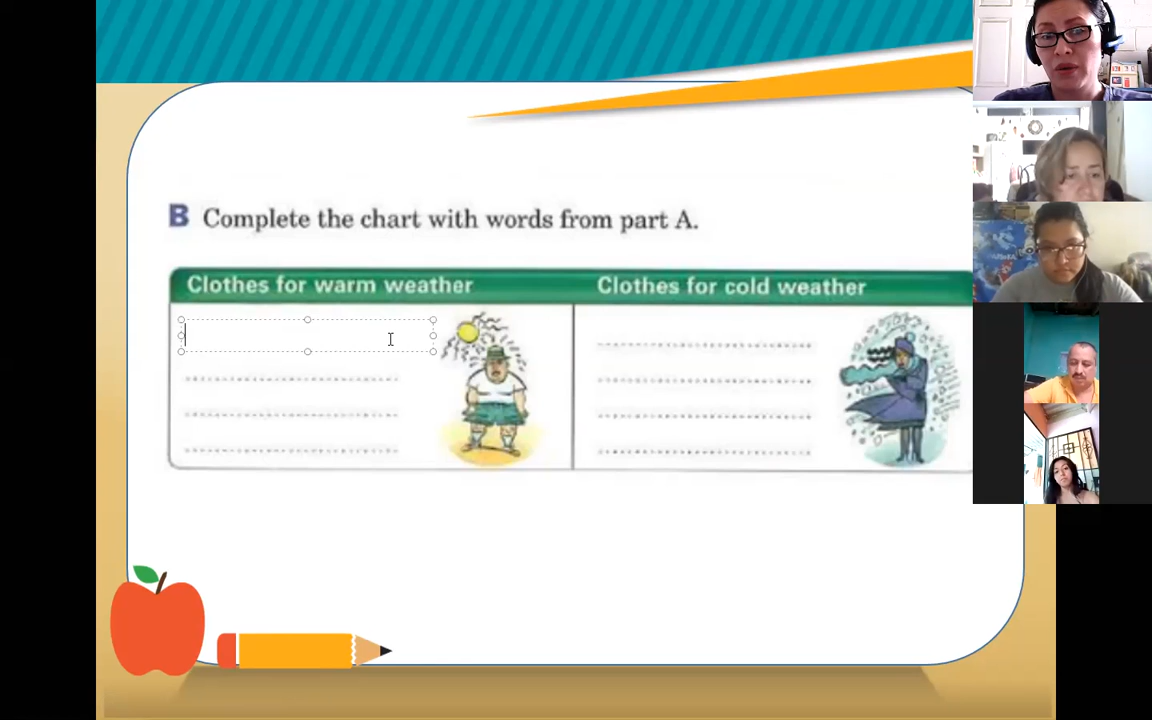 B Complete the chart with words from part A.
Clothes for warm weather
Clothes for cold weather